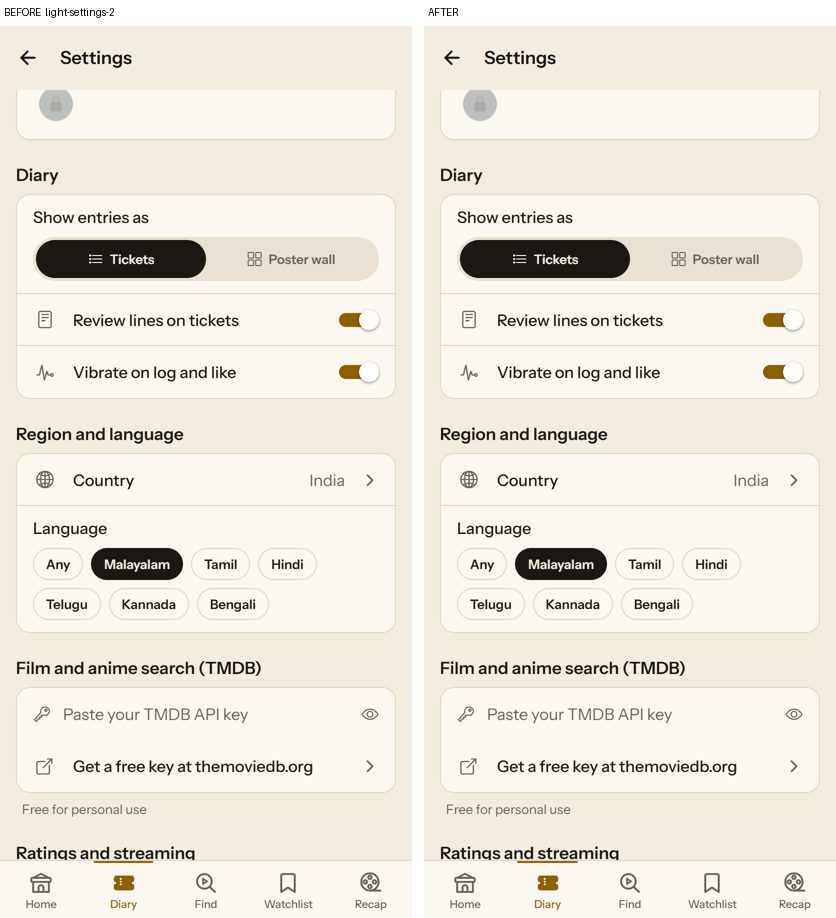 BEFORE light-settings-2
Settings
Diary
Show entries as
Tickets
Poster wall
Review lines on tickets
Vibrate on log and like
Region and language
Country
India
Language
Any
Malayalam
Tamil
Hindi
Telugu
Kannada
Bengali
Film and anime search (TMDB)
Paste your TMDB API key
Get a free key at themoviedb.org
Free for personal use
Ratings and streaming
Home
Diary
Find
Watchlist
Recap
AFTER
Settings
Diary
Show entries as
Tickets
Poster wall
Review lines on tickets
Vibrate on log and like
Region and language
Country
India
Language
Any
Malayalam
Tamil
Hindi
Telugu
Kannada
Bengali
Film and anime search (TMDB)
Paste your TMDB API key
Get a free key at themoviedb.org
Free for personal use
Ratings and streaming
Home
Diary
Find
Watchlist
Recap